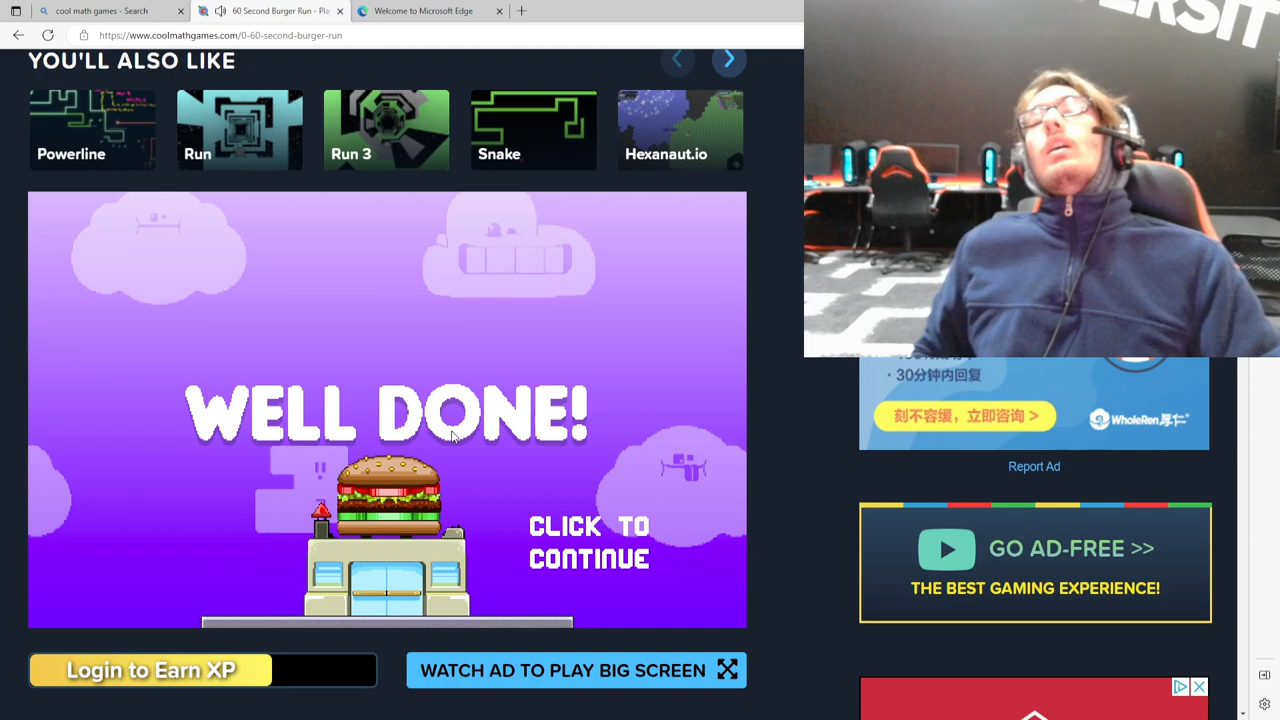 cool math games - Search
60 Second Burger Run - Pla
Welcome to Microsoft Edge
https://www.coolmathgames.com/0-60-second-burger-run
YOU'LL ALSO LIKE
Powerline
Run
Run 3
Snake
Hexanaut.io
WELL DONE!
CLICK TO
CONTINUE
Login to Earn XP
WATCH AD TO PLAY BIG SCREEN
ERSIT
· 30分钟内回复
刻不容缓，立即咨询 >
WholeRen厚仁
Report Ad
GO AD-FREE >>
THE BEST GAMING EXPERIENCE!